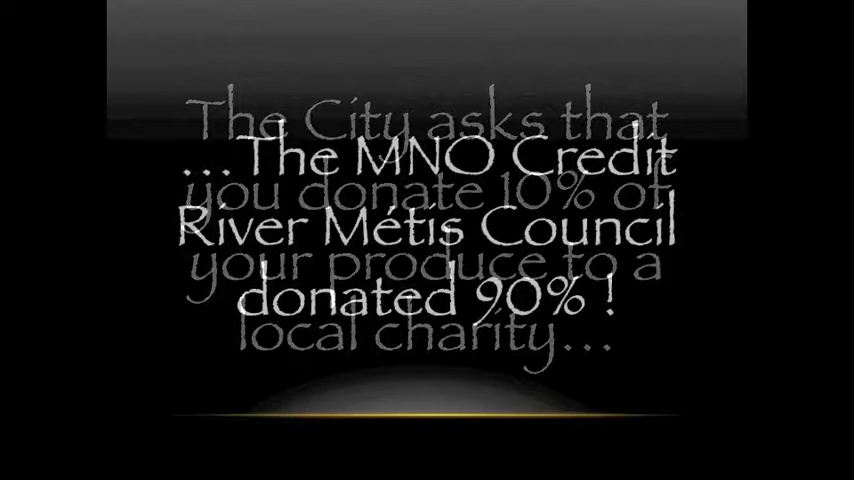 The City asks that
you donate 10% of
your produce to a
local charity...
...The MNO Credit
River Métis Council
donated 90% !